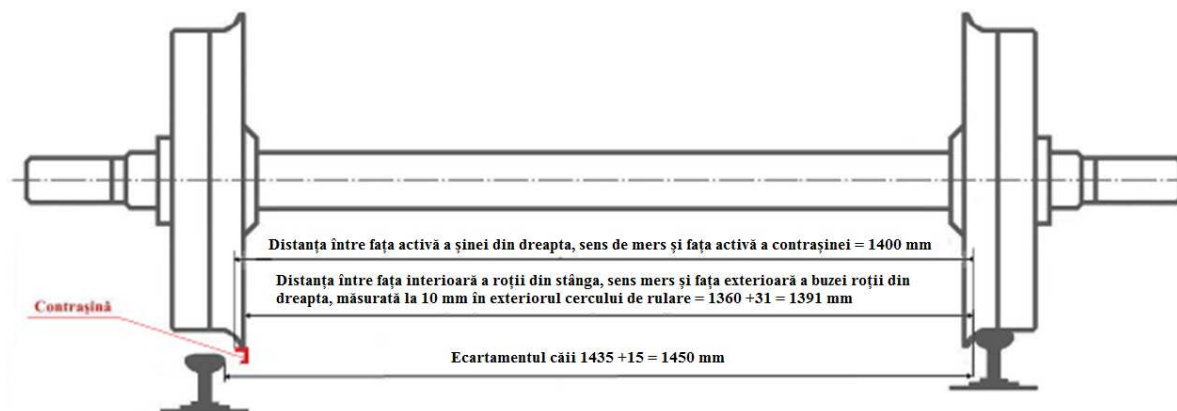 Distanța între fața activă a șinei din dreapta, sens de mers și fața activă a contrașinei = 1400 mm
Distanța între fața interioară a roții din stânga, sens mers și fața exterioară a buzei roții din
dreapta, măsurată la 10 mm în exteriorul cercului de rulare = 1360 +31 = 1391 mm
Contrașină
Ecartamentul căii 1435 +15 = 1450 mm